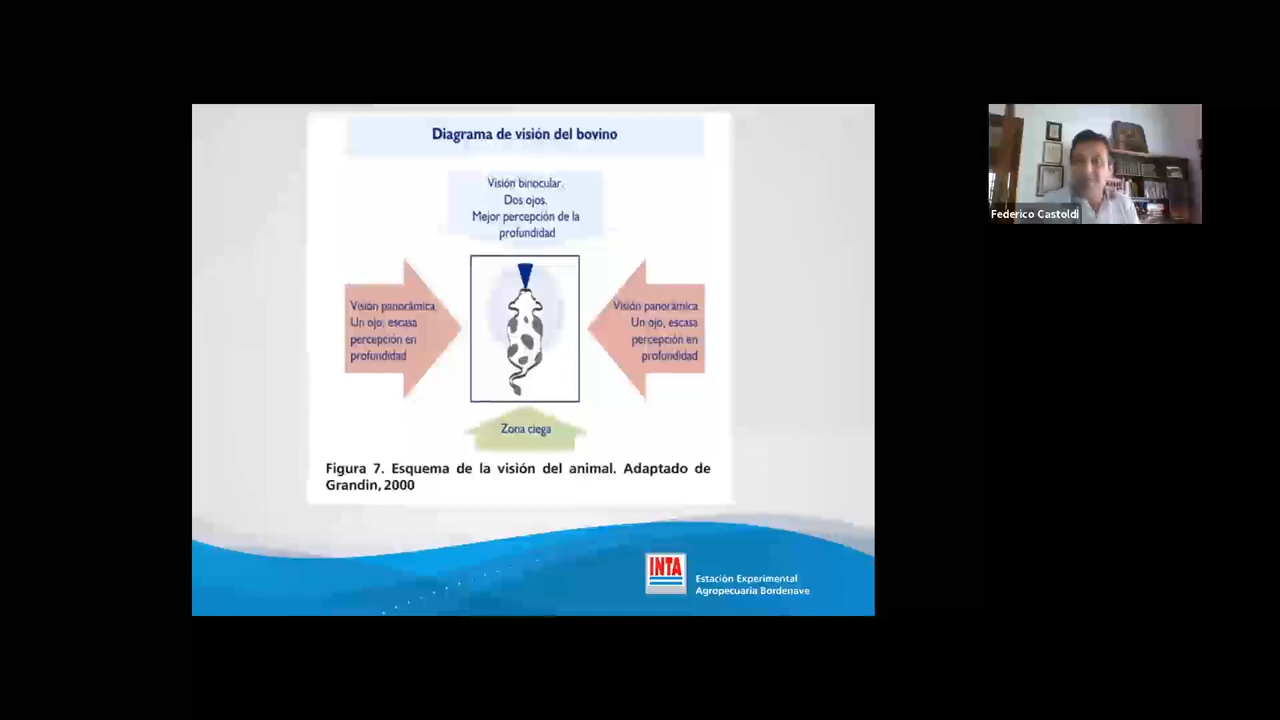 Diagrama de visión del bovino
Visión binocular.
Dos ojos.
Mejor percepción de la
profundidad
Visión panorámica
Un ojo, escasa
percepción en
profundidad
Visión panorámica
Un ojo, escasa
percepción en
profundidad
Zona ciega
Figura 7. Esquema de la visión del animal. Adaptado de
Grandin, 2000
INTA
Estación Experimental
Agropecuaria Bordenave
Federico Castoldi